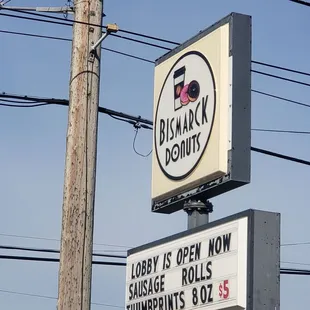 BISMARCK
DONUTS
LOBBY IS OPEN NOW
SAUSAGE ROLLS
THUMBPRINTS 8OZ $5